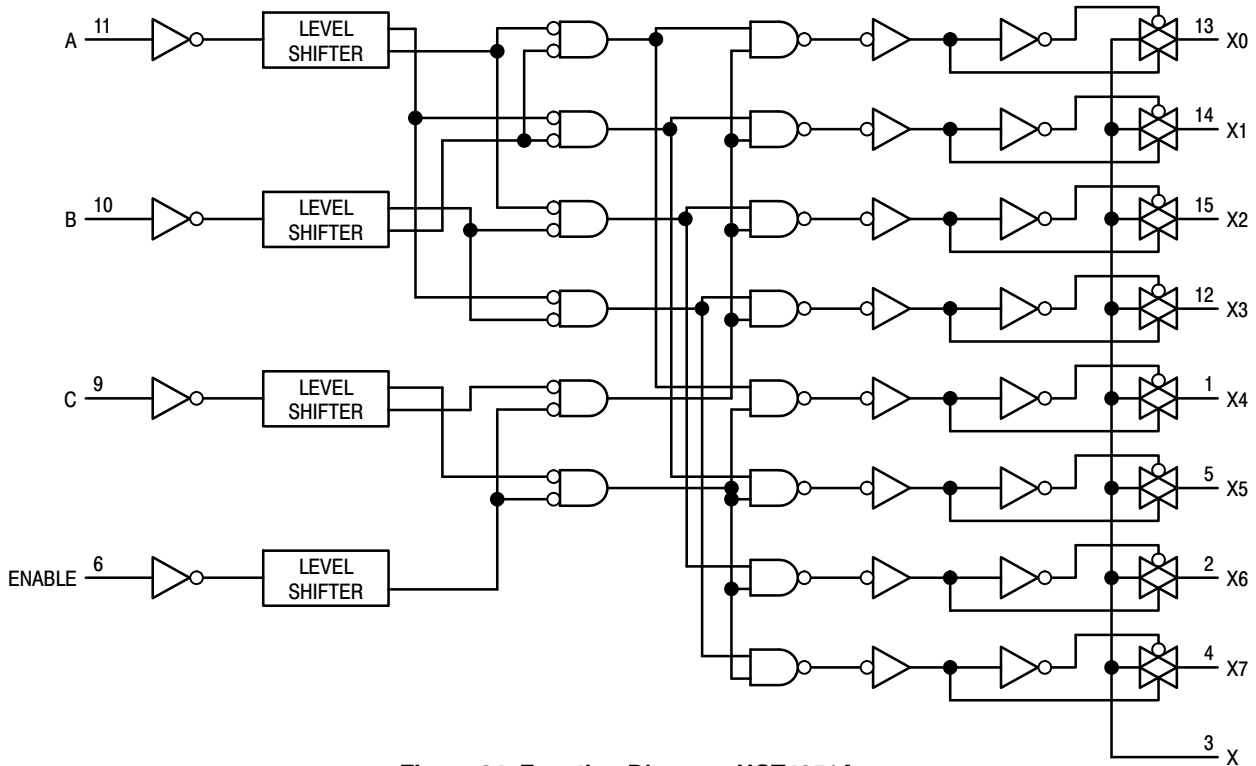 A 11 LEVEL SHIFTER 13 X0
14 X1
B 10 LEVEL SHIFTER 15 X2
12 X3
C 9 LEVEL SHIFTER 1 X4
5 X5
ENABLE 6 LEVEL SHIFTER 2 X6
4 X7
3 X